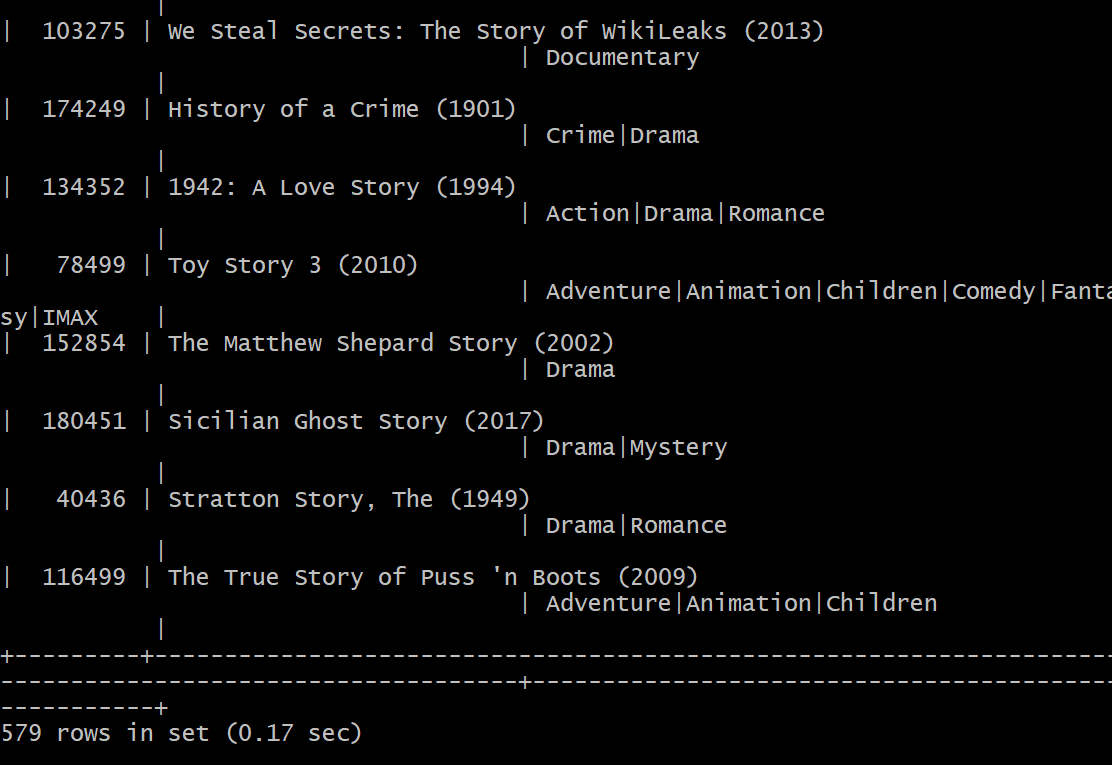 |
|  103275 | We Steal Secrets: The Story of WikiLeaks (2013)
| Documentary
|
|  174249 | History of a Crime (1901)
| Crime|Drama
|
|  134352 | 1942: A Love Story (1994)
| Action|Drama|Romance
|
|   78499 | Toy Story 3 (2010)
| Adventure|Animation|Children|Comedy|Fanta
sy|IMAX    |
|  152854 | The Matthew Shepard Story (2002)
| Drama
|
|  180451 | Sicilian Ghost Story (2017)
| Drama|Mystery
|
|   40436 | Stratton Story, The (1949)
| Drama|Romance
|
|  116499 | The True Story of Puss 'n Boots (2009)
| Adventure|Animation|Children
|
+---------+---------------------------------------------------------------------
-------------------------------------+------------------------------------------
-----------+
579 rows in set (0.17 sec)